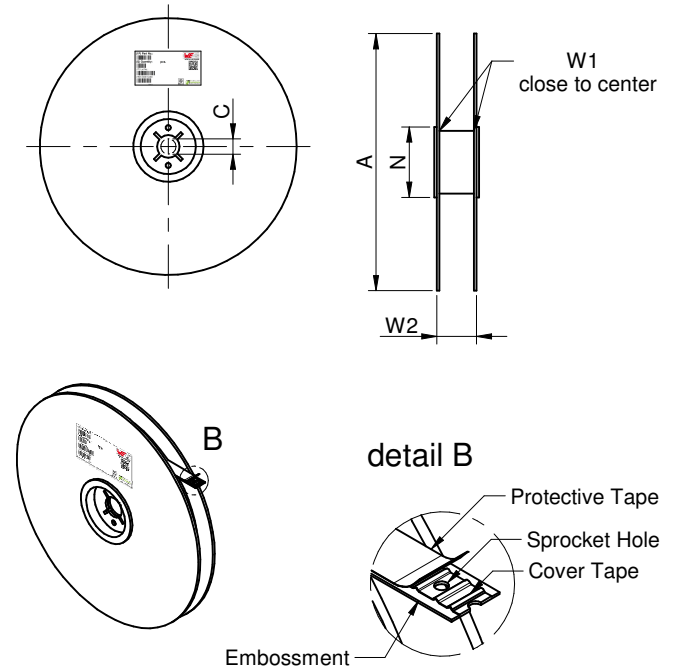 C
A
N
W1
close to center
W2
B
detail B
Protective Tape
Sprocket Hole
Cover Tape
Embossment